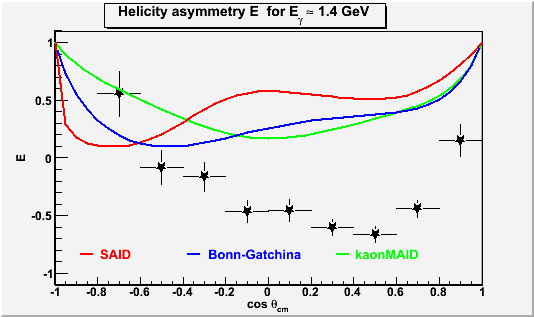 Helicity asymmetry E for Eγ ≃ 1.4 GeV
1
0.5
0
-0.5
-1
E
SAID
Bonn-Gatchina
kaonMAID
-1 -0.8 -0.6 -0.4 -0.2 0 0.2 0.4 0.6 0.8 1
cos θcm